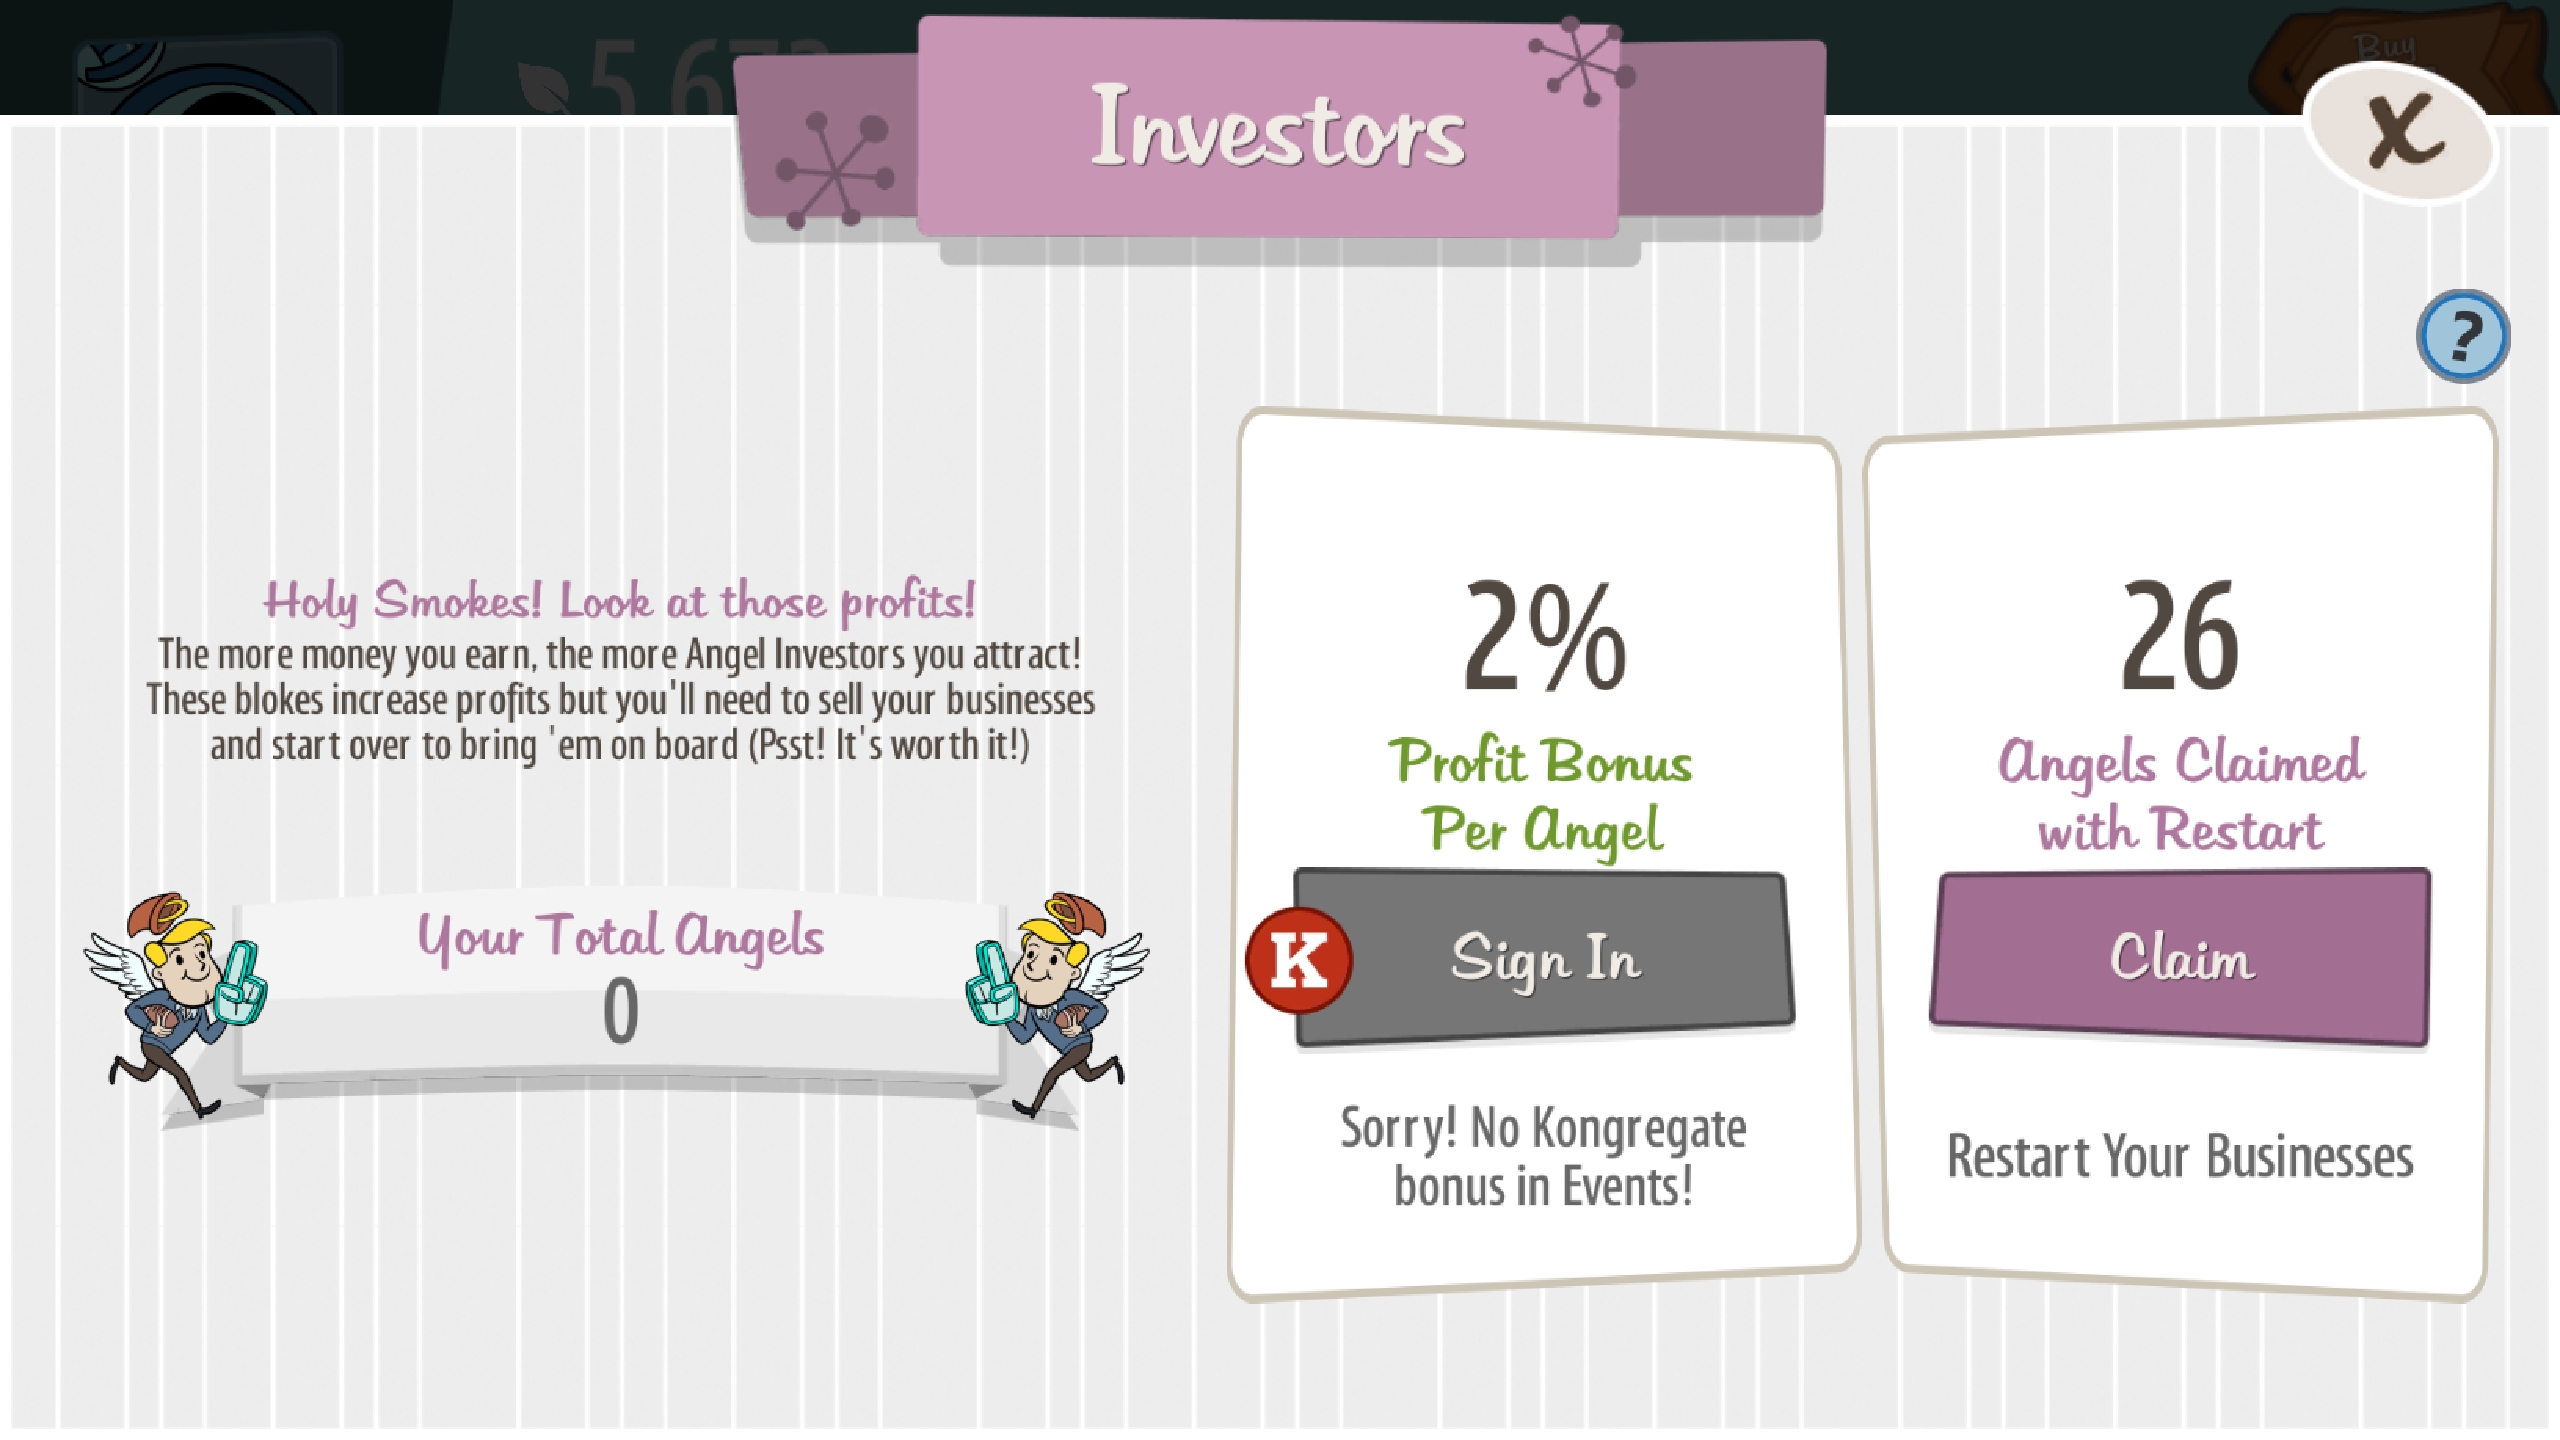 Buy
Investors
X
?
Holy Smokes! Look at those profits!
The more money you earn, the more Angel Investors you attract!
These blokes increase profits but you'll need to sell your businesses
and start over to bring 'em on board (Psst! It's worth it!)
Your Total Angels
0
2%
Profit Bonus
Per Angel
K
Sign In
Sorry! No Kongregate
bonus in Events!
26
Angels Claimed
with Restart
Claim
Restart Your Businesses